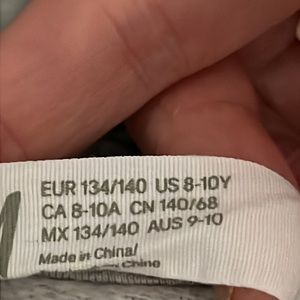 EUR 134/140 US 8-10Y
CA 8-10A CN 140/68
MX 134/140 AUS 9-10
Made in China/
China